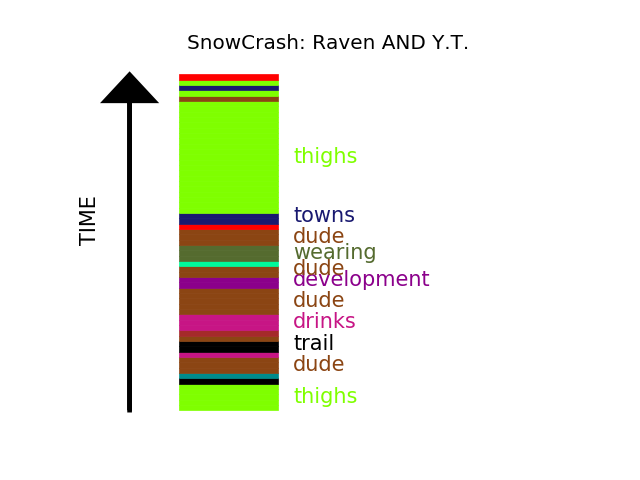 SnowCrash: Raven AND Y.T.
TIME
thighs
towns
dude
wearing
dude
development
dude
drinks
trail
dude
thighs